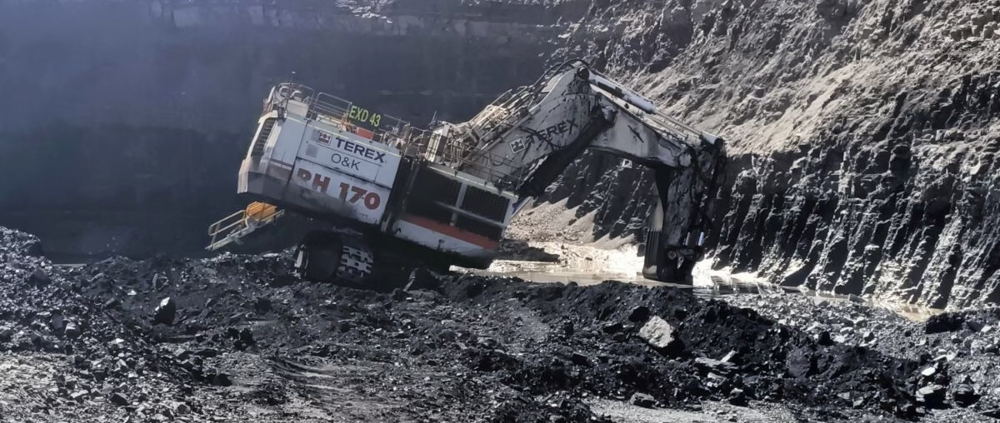 EXD 43
TEREX
O&K
RH 170
TEREX